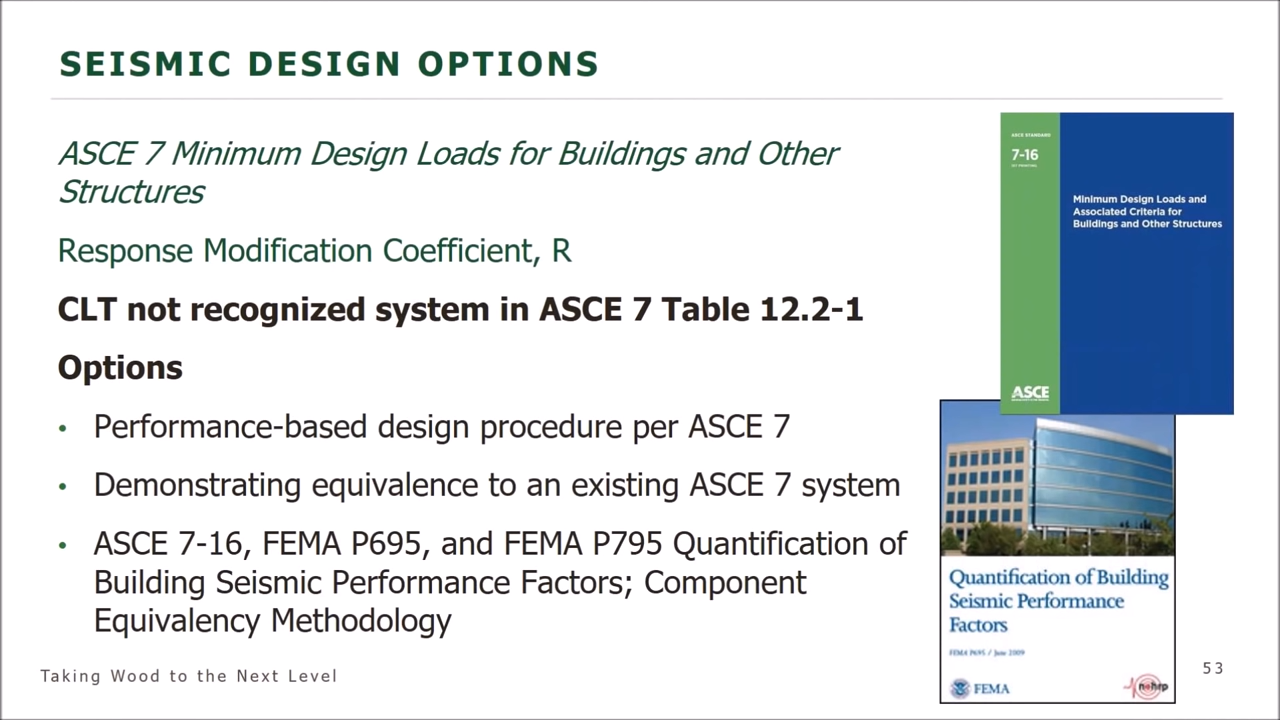 SEISMIC DESIGN OPTIONS
ASCE 7 Minimum Design Loads for Buildings and Other
Structures
Response Modification Coefficient, R
CLT not recognized system in ASCE 7 Table 12.2-1
Options
• Performance-based design procedure per ASCE 7
• Demonstrating equivalence to an existing ASCE 7 system
• ASCE 7-16, FEMA P695, and FEMA P795 Quantification of
Building Seismic Performance Factors; Component
Equivalency Methodology
ASCE STANDARD
7-16
Minimum Design Loads and
Associated Criteria for
Buildings and Other Structures
ASCE
Quantification of Building
Seismic Performance
Factors
FEMA P695 / June 2009
FEMA
nehrp
Taking Wood to the Next Level
53